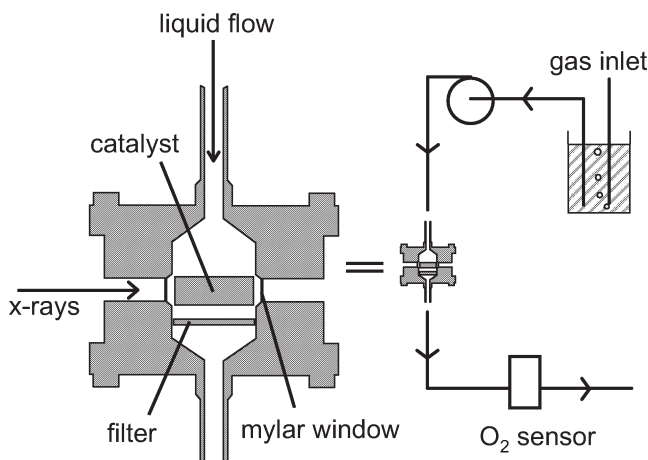 liquid flow
gas inlet
catalyst
x-rays
filter
mylar window
O₂ sensor